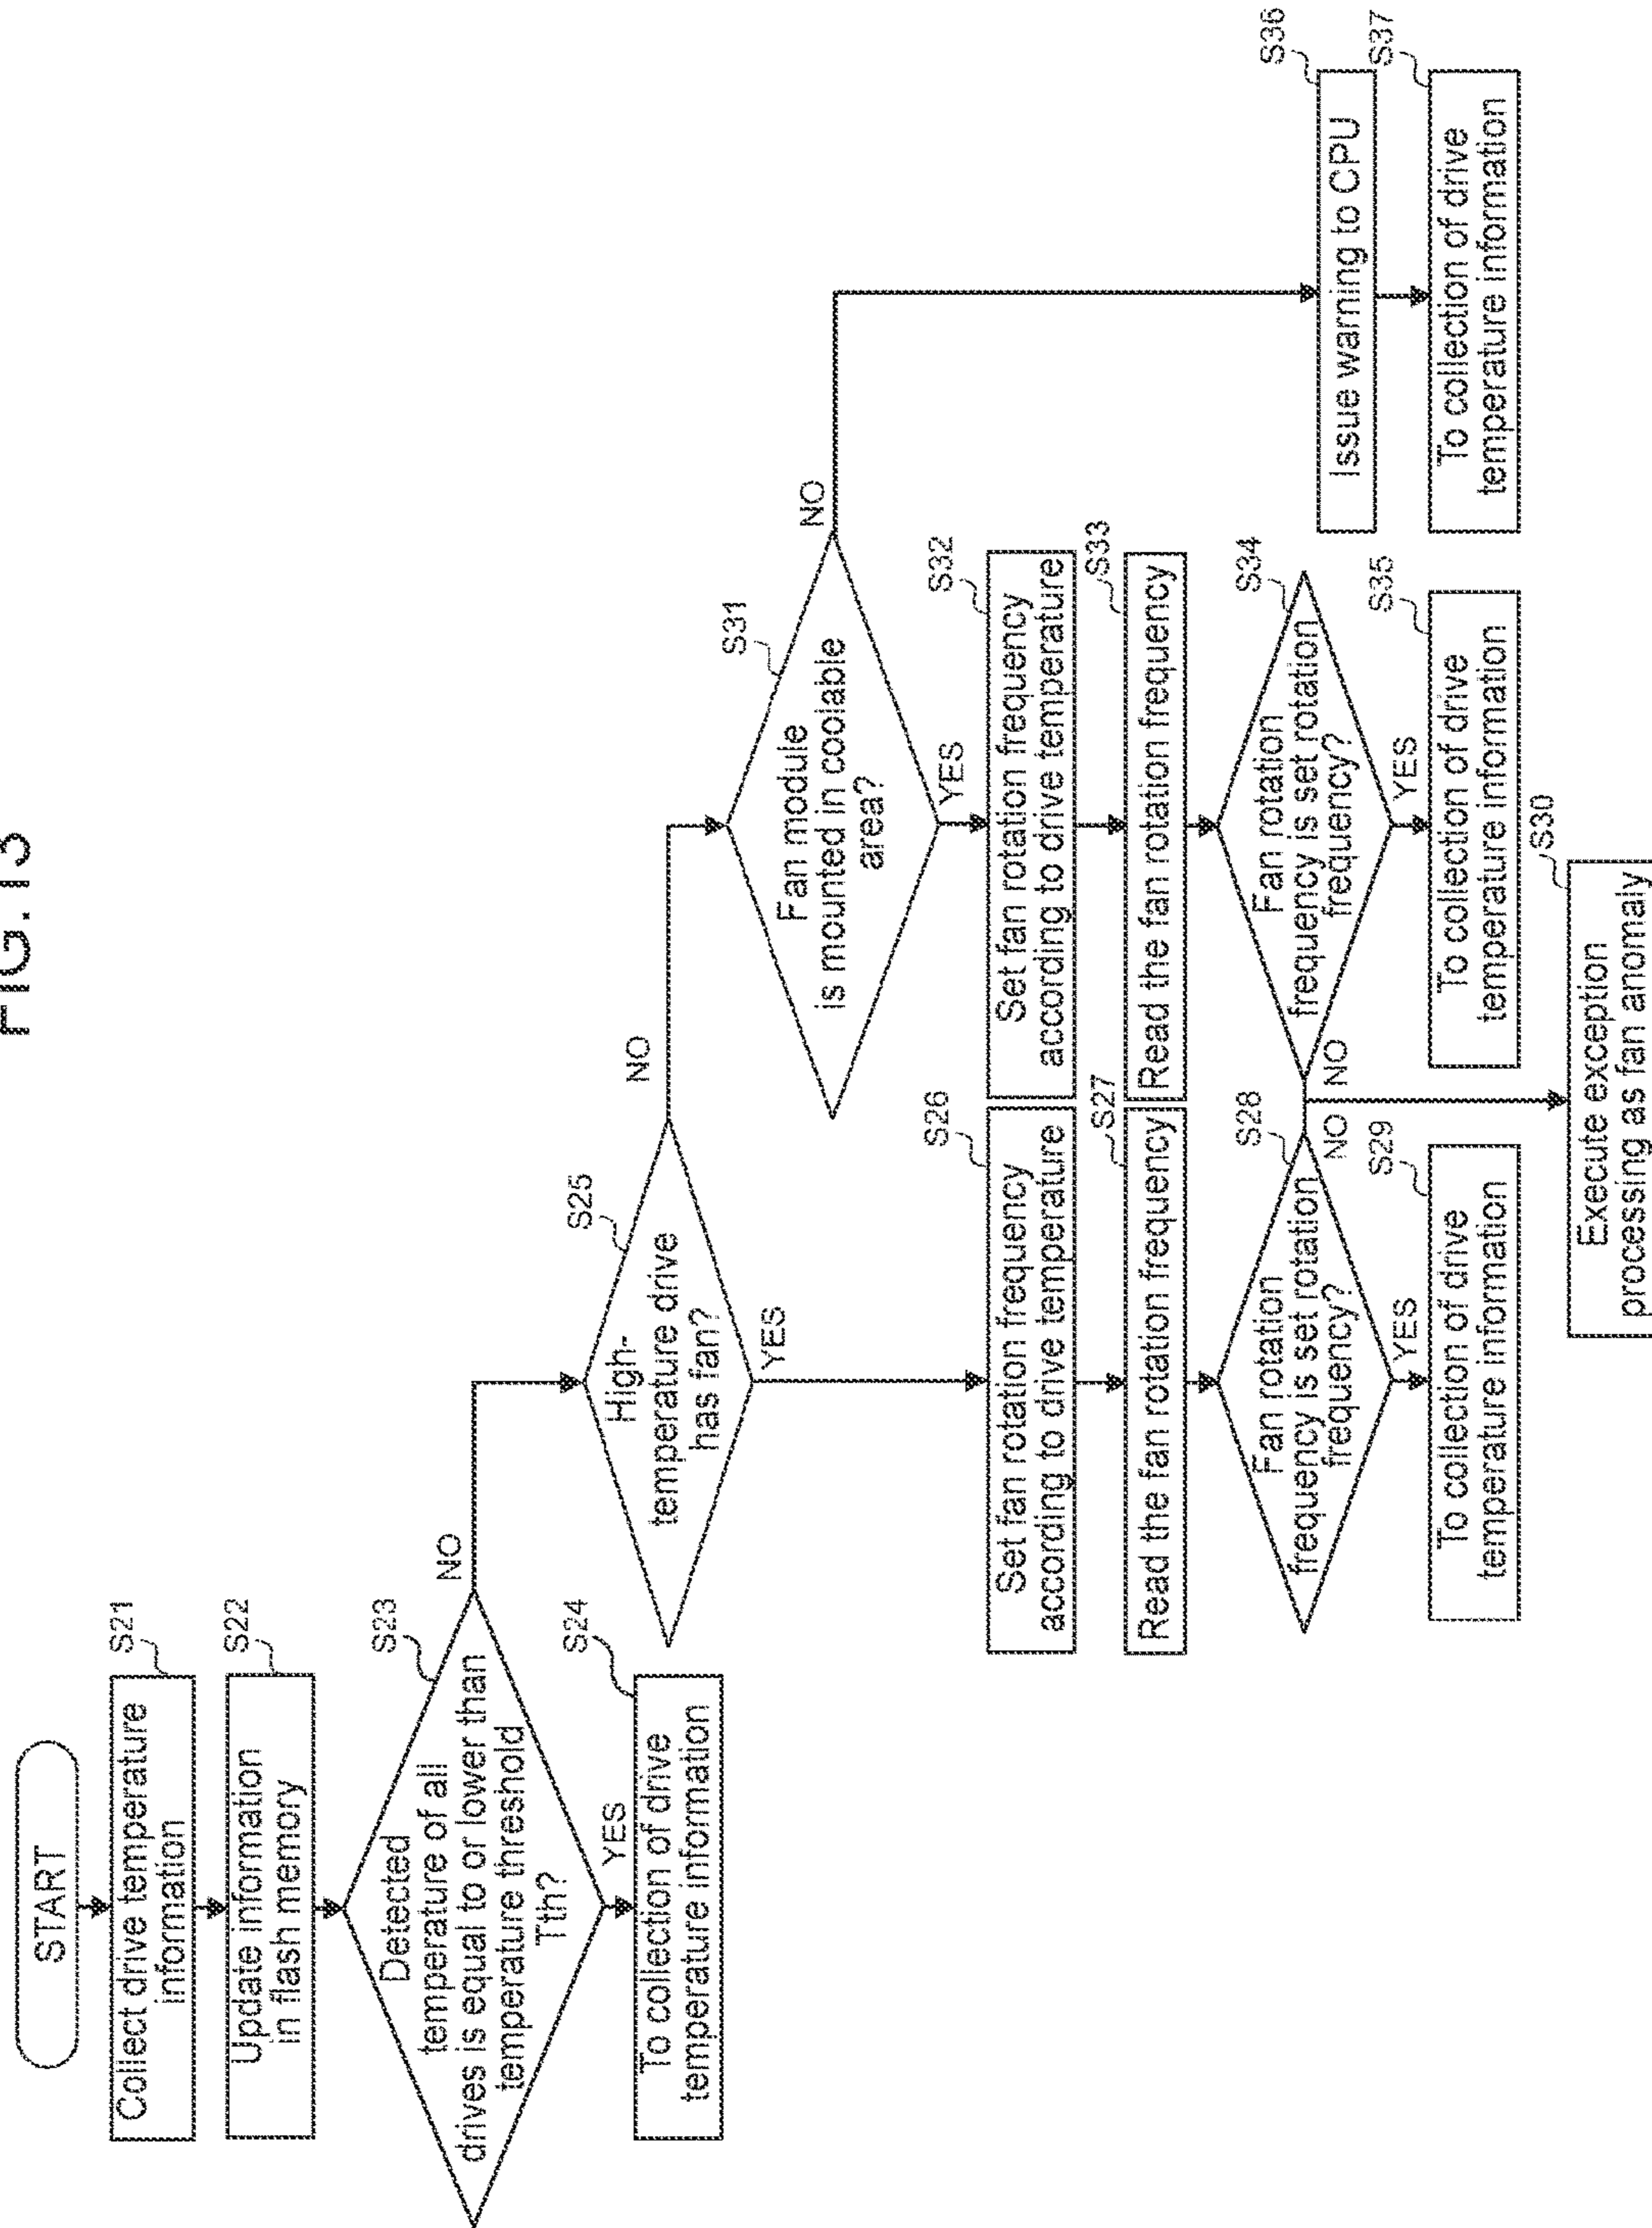 FIG.13
START
S21
Collect drive temperature
information
S22
Update information
in flash memory
S23
Detected
temperature of all
drives is equal to or lower than
temperature threshold
Tth?
NO
YES
S24
To collection of drive
temperature information
S25
High-
temperature drive
has fan?
NO
YES
S31
Fan module
is mounted in coolable
area?
NO
YES
S26
Set fan rotation frequency
according to drive temperature
S27
Read the fan rotation frequency
S28
Fan rotation
frequency is set rotation
frequency?
NO
YES
S29
To collection of drive
temperature information
S32
Set fan rotation frequency
according to drive temperature
S33
Read the fan rotation frequency
S34
Fan rotation
frequency is set rotation
frequency?
NO
YES
S35
To collection of drive
temperature information
S30
Execute exception
processing as fan anomaly
S36
Issue warning to CPU
S37
To collection of drive
temperature information